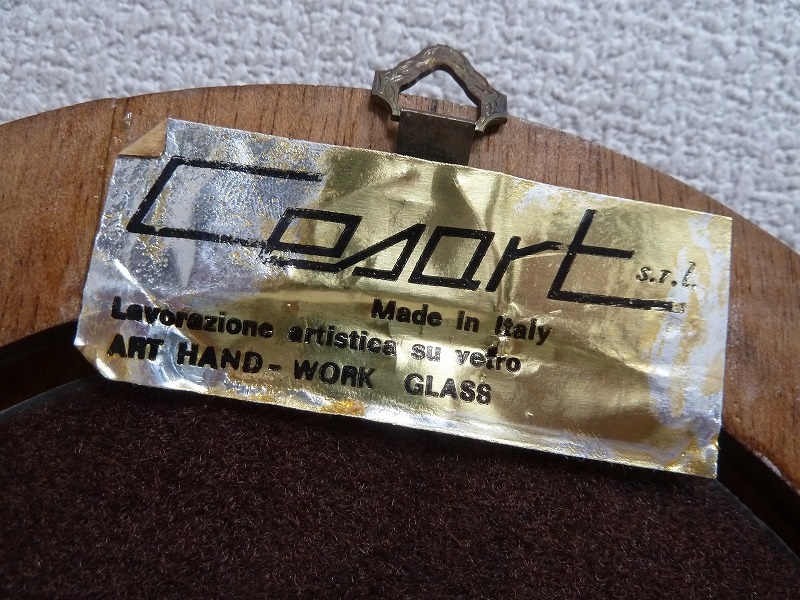 Cesart s.r.l.
Made in Italy
Lavorazione artistica su vetro
ART HAND-WORK GLASS